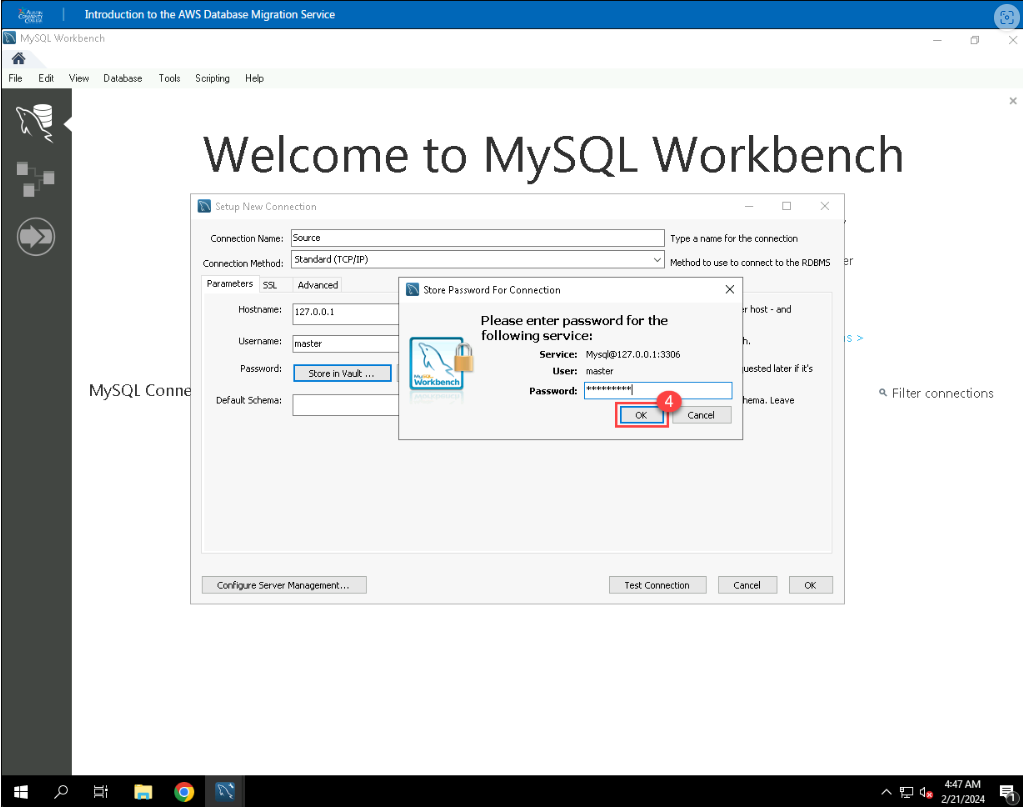 Introduction to the AWS Database Migration Service
MySQL Workbench
File Edit View Database Tools Scripting Help
Welcome to MySQL Workbench
Setup New Connection
Connection Name: Source Type a name for the connection
Connection Method: Standard (TCP/IP) Method to use to connect to the RDBMS
Parameters SSL Advanced
Store Password For Connection
Hostname: 127.0.0.1
er host - and
Please enter password for the
following service:
s >
Username: master
Service: Mysql@127.0.0.1:3306
Password: Store in Vault ...
User: master
uested later if it's
MySQL Conne
Password: **********
Filter connections
Default Schema:
hema. Leave
4
OK Cancel
MySQL
Workbench
Configure Server Management... Test Connection Cancel OK
4:47 AM
2/21/2024
1